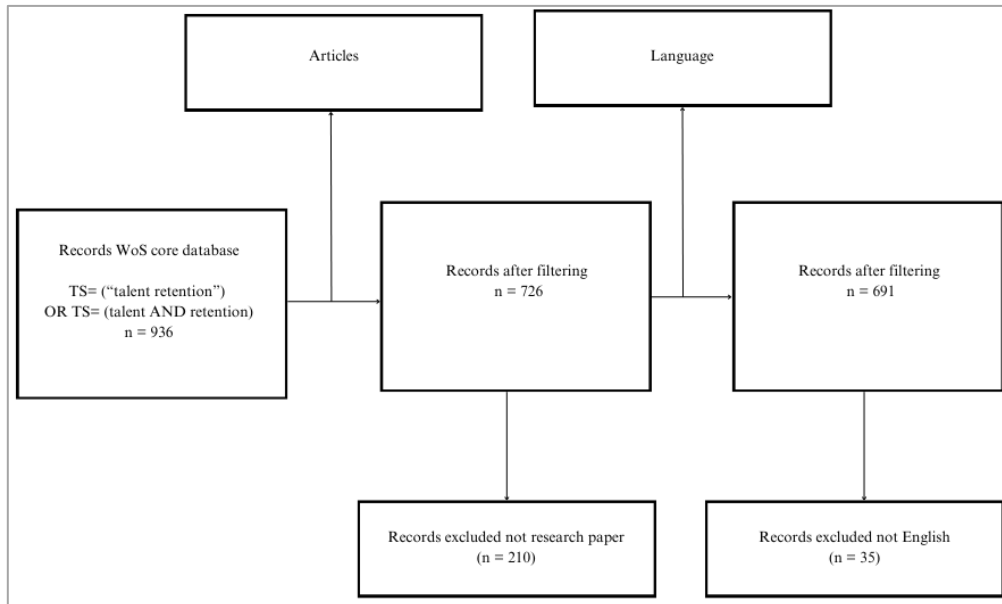 Articles
Language
Records WoS core database
TS= (“talent retention”)
OR TS= (talent AND retention)
n = 936
Records after filtering
n = 726
Records after filtering
n = 691
Records excluded not research paper
(n = 210)
Records excluded not English
(n = 35)